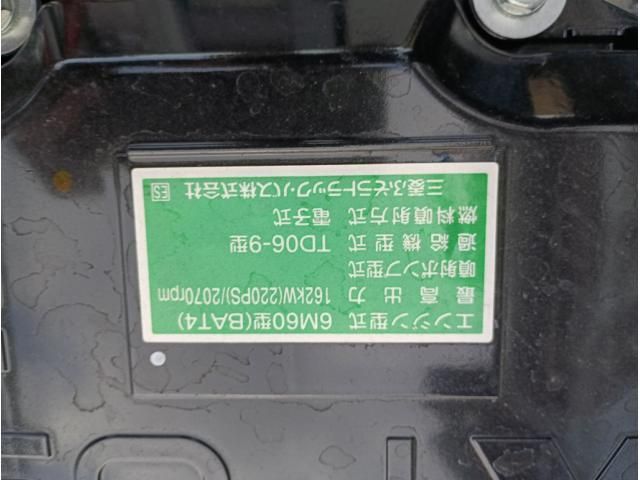 エンジン型式 6M60型(BAT4)
最高出力 162kW(220PS)/2070rpm
噴射ポンプ型式
過給機型式 TD06-9型
燃料噴射方式 電子式
三菱ふそうトラック・バス株式会社 ES